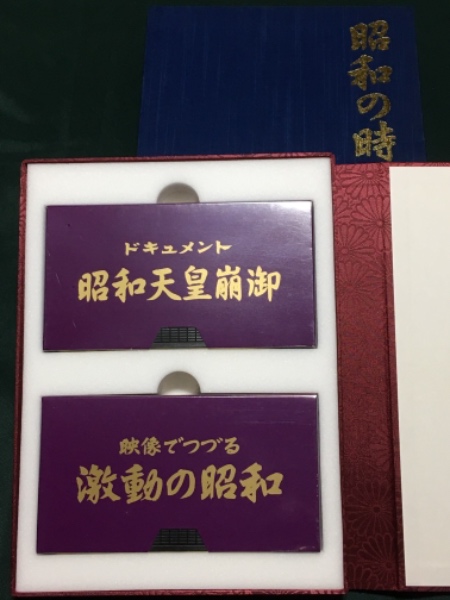 昭和の時
ドキュメント
昭和天皇崩御
映像でつづる
激動の昭和